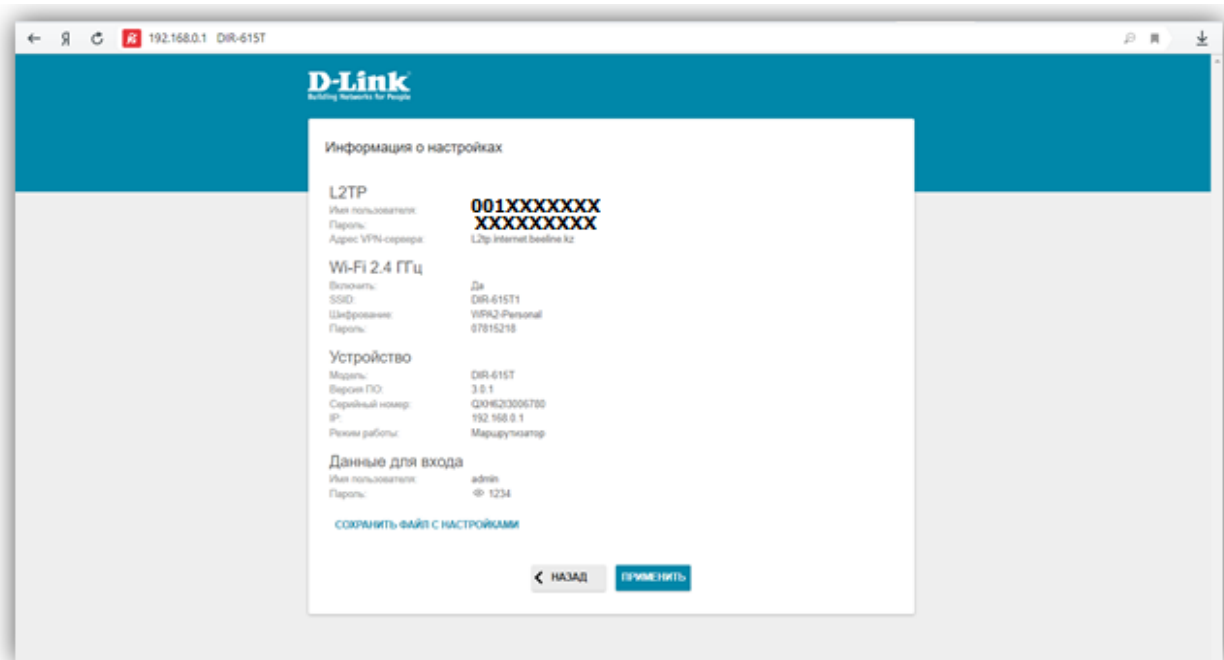 Я 192.168.0.1 DIR-615T
D-Link
Building Networks for People
Информация о настройках
L2TP
Имя пользователя: 001XXXXXXX
Пароль: XXXXXXXXX
Адрес VPN-сервера: L2tp.internet.beeline.kz
Wi-Fi 2.4 ГГц
Включить: Да
SSID: DIR-615T1
Шифрование: WPA2-Personal
Пароль: 07815218
Устройство
Модель: DIR-615T
Версия ПО: 3.0.1
Серийный номер: QXH62I3006780
IP: 192.168.0.1
Режим работы: Маршрутизатор
Данные для входа
Имя пользователя: admin
Пароль: 1234
СОХРАНИТЬ ФАЙЛ С НАСТРОЙКАМИ
НАЗАД ПРИМЕНИТЬ